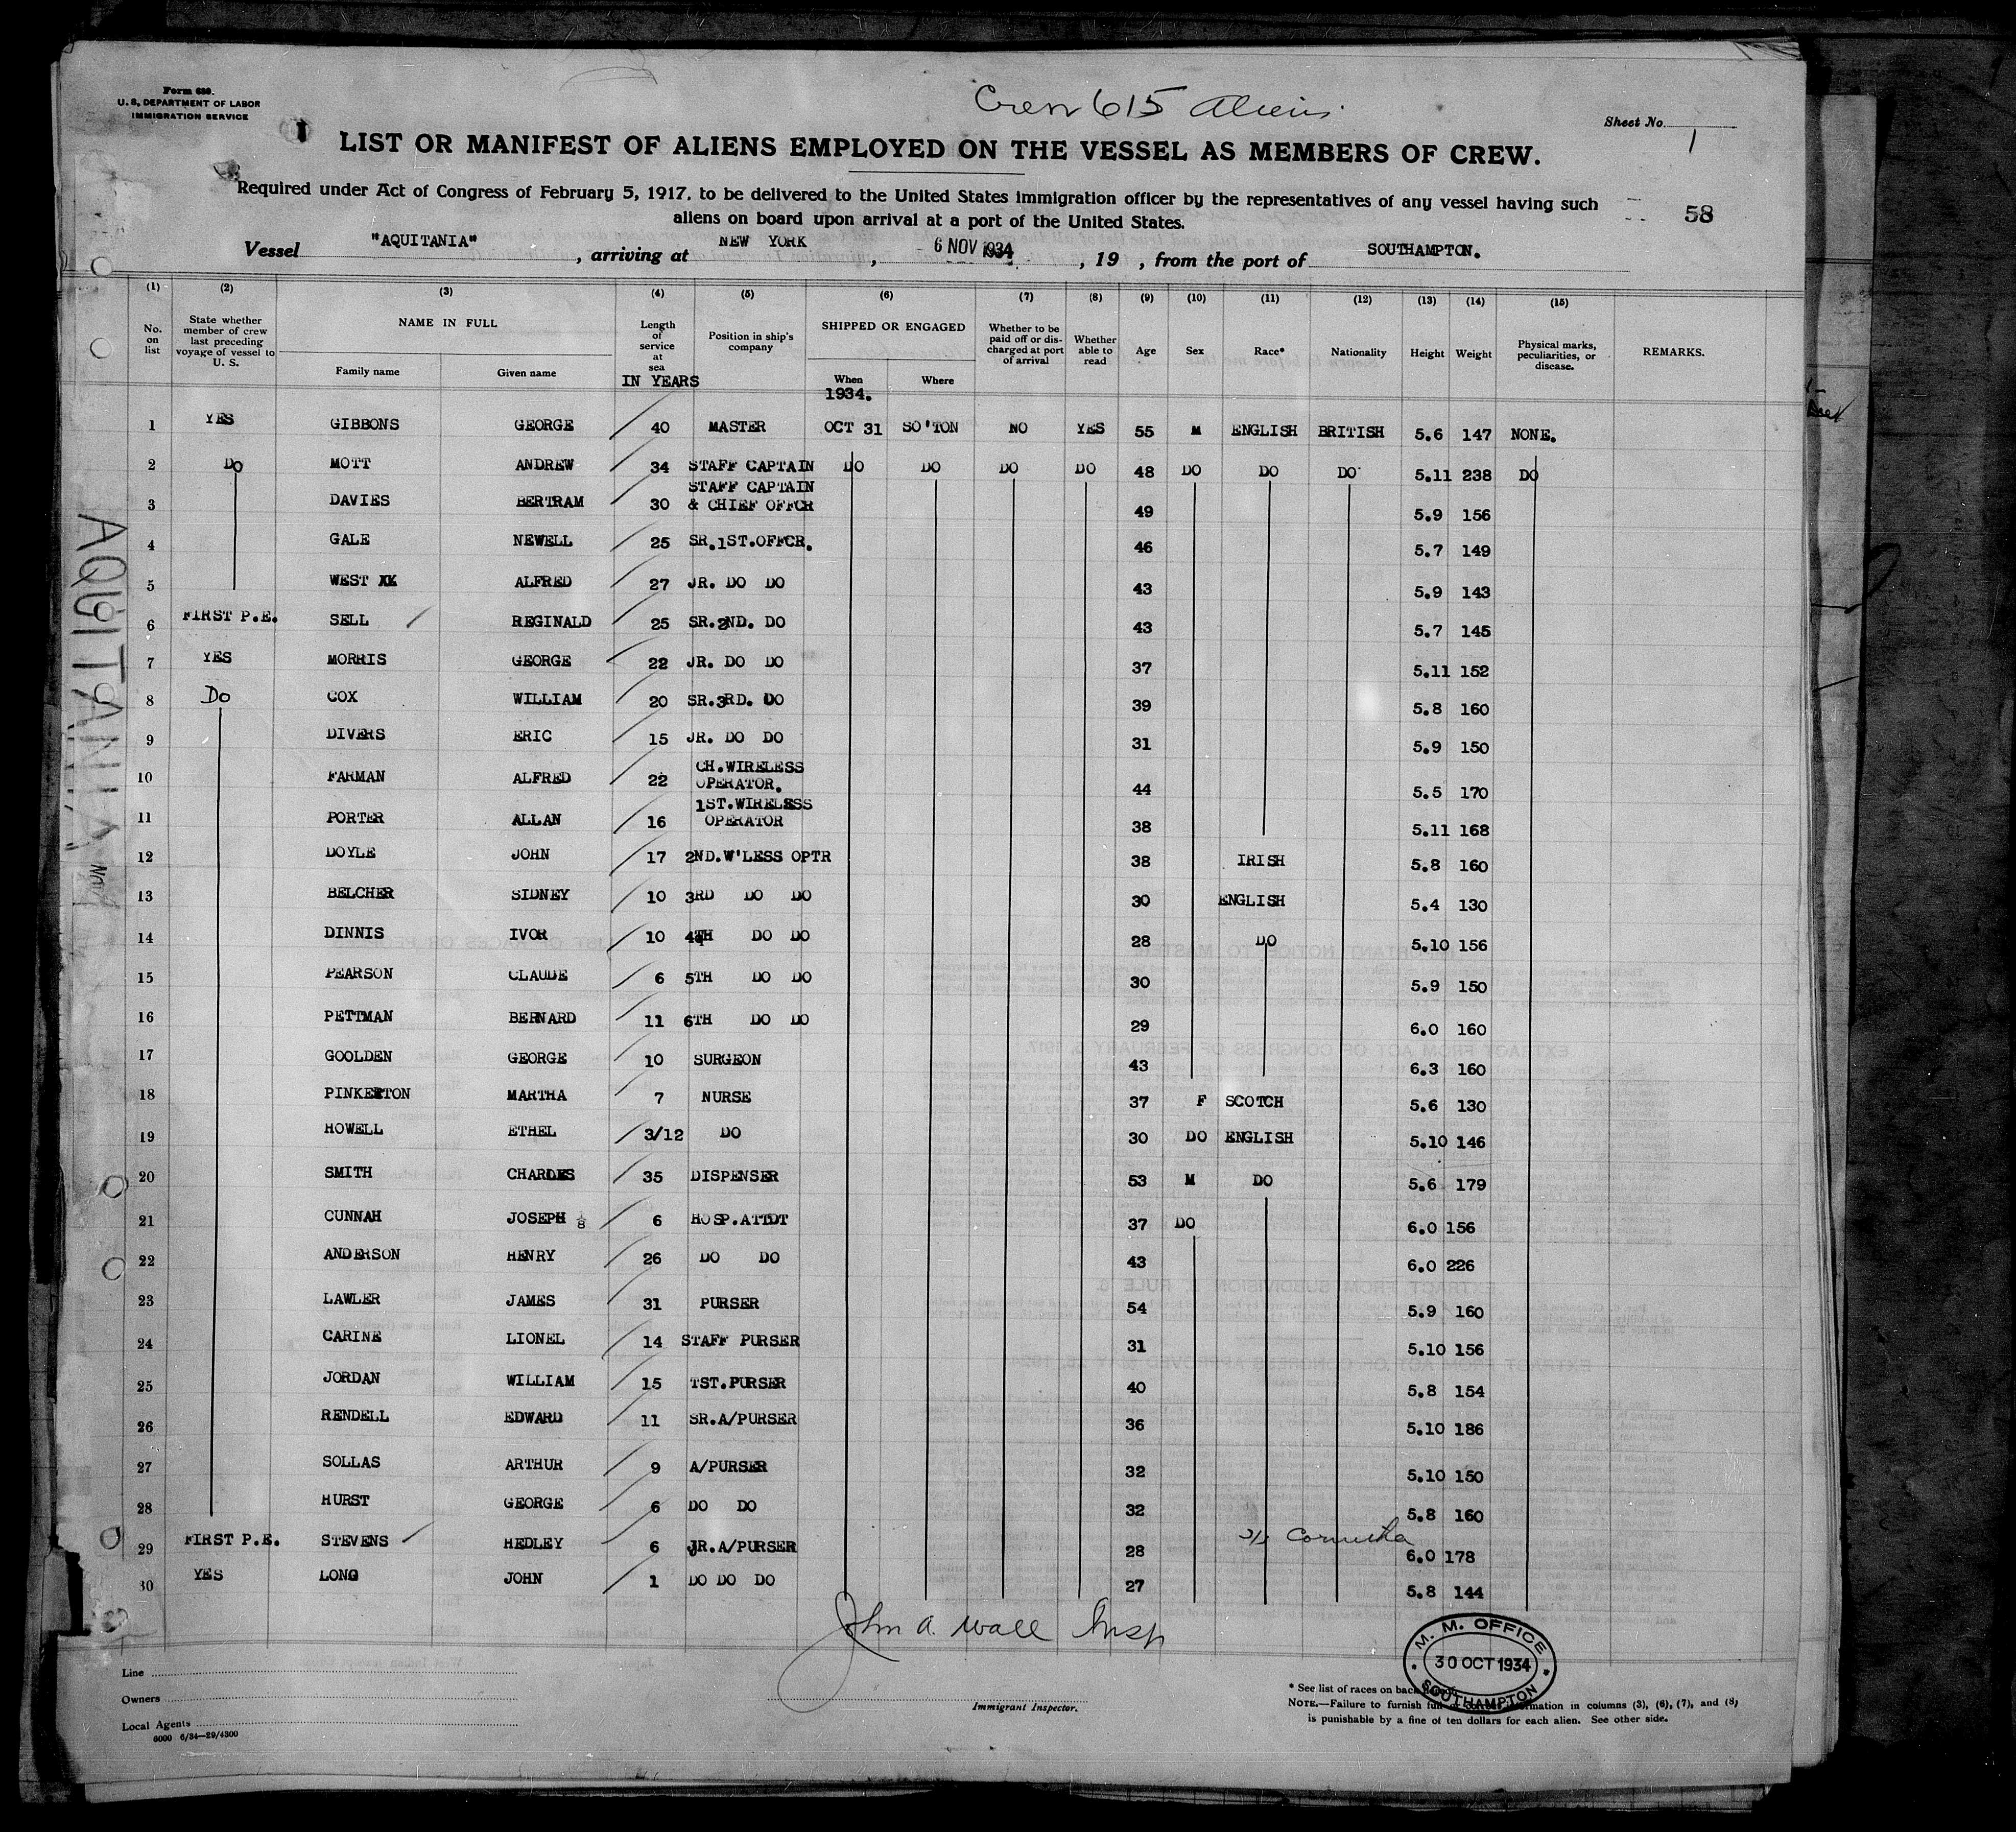 Form 689.
U. S. DEPARTMENT OF LABOR
IMMIGRATION SERVICE
Crew 615 Aliens
Sheet No. 1
LIST OR MANIFEST OF ALIENS EMPLOYED ON THE VESSEL AS MEMBERS OF CREW.
Required under Act of Congress of February 5, 1917, to be delivered to the United States immigration officer by the representatives of any vessel having such
aliens on board upon arrival at a port of the United States.
58
Vessel "AQUITANIA", arriving at NEW YORK, 6 NOV 1934, 19 , from the port of SOUTHAMPTON.
(1) (2) (3) (4) (5) (6) (7) (8) (9) (10) (11) (12) (13) (14) (15)
No. on list
State whether member of crew last preceding voyage of vessel to U. S.
NAME IN FULL
Family name Given name
Length of service at sea
IN YEARS
Position in ship's company
SHIPPED OR ENGAGED
When Where
1934.
Whether to be paid off or discharged at port of arrival
Whether able to read
Age Sex Race* Nationality Height Weight
Physical marks, peculiarities, or disease.
REMARKS.
1 YES GIBBONS GEORGE 40 MASTER OCT 31 SO'TON NO YES 55 M ENGLISH BRITISH 5.6 147 NONE.
2 DO MOTT ANDREW 34 STAFF CAPTAIN DO DO DO DO 48 DO DO DO 5.11 238 DO
3 DAVIES BERTRAM 30 STAFF CAPTAIN & CHIEF OFFCR 49 5.9 156
4 GALE NEWELL 25 SR.1ST.OFFCR. 46 5.7 149
5 WEST XX ALFRED 27 JR. DO DO 43 5.9 143
6 FIRST P.E. SELL REGINALD 25 SR.2ND. DO 43 5.7 145
7 YES MORRIS GEORGE 22 JR. DO DO 37 5.11 152
8 Do COX WILLIAM 20 SR.3RD. DO 39 5.8 160
9 DIVERS ERIC 15 JR. DO DO 31 5.9 150
10 FARMAN ALFRED 22 CH.WIRELESS OPERATOR. 44 5.5 170
11 PORTER ALLAN 16 1ST.WIRELESS OPERATOR 38 5.11 168
12 DOYLE JOHN 17 2ND.W'LESS OPTR 38 IRISH 5.8 160
13 BELCHER SIDNEY 10 3RD DO DO 30 ENGLISH 5.4 130
14 DINNIS IVOR 10 4TH DO DO 28 DO 5.10 156
15 PEARSON CLAUDE 6 5TH DO DO 30 5.9 150
16 PETTMAN BERNARD 11 6TH DO DO 29 6.0 160
17 GOOLDEN GEORGE 10 SURGEON 43 6.3 160
18 PINKERTON MARTHA 7 NURSE 37 F SCOTCH 5.6 130
19 HOWELL ETHEL 3/12 DO 30 DO ENGLISH 5.10 146
20 SMITH CHARLES 35 DISPENSER 53 M DO 5.6 179
21 CUNNAH JOSEPH 6 HOSP.ATTDT 37 DO 6.0 156
22 ANDERSON HENRY 26 DO DO 43 6.0 226
23 LAWLER JAMES 31 PURSER 54 5.9 160
24 CARINE LIONEL 14 STAFF PURSER 31 5.10 156
25 JORDAN WILLIAM 15 TST.PURSER 40 5.8 154
26 RENDELL EDWARD 11 SR.A/PURSER 36 5.10 186
27 SOLLAS ARTHUR 9 A/PURSER 32 5.10 150
28 HURST GEORGE 6 DO DO 32 5.8 160
29 FIRST P.E. STEVENS HEDLEY 6 JR.A/PURSER 28 6.0 178
30 YES LONG JOHN 1 DO DO DO 27 5.8 144
AQUITANIA
John A. Wall Insp
Immigrant Inspector.
M. M. OFFICE
30 OCT 1934
SOUTHAMPTON
Line
Owners
Local Agents
6000 6/34—29/4300
* See list of races on back
NOTE.—Failure to furnish full or information in columns (3), (6), (7), and (8)
is punishable by a fine of ten dollars for each alien. See other side.